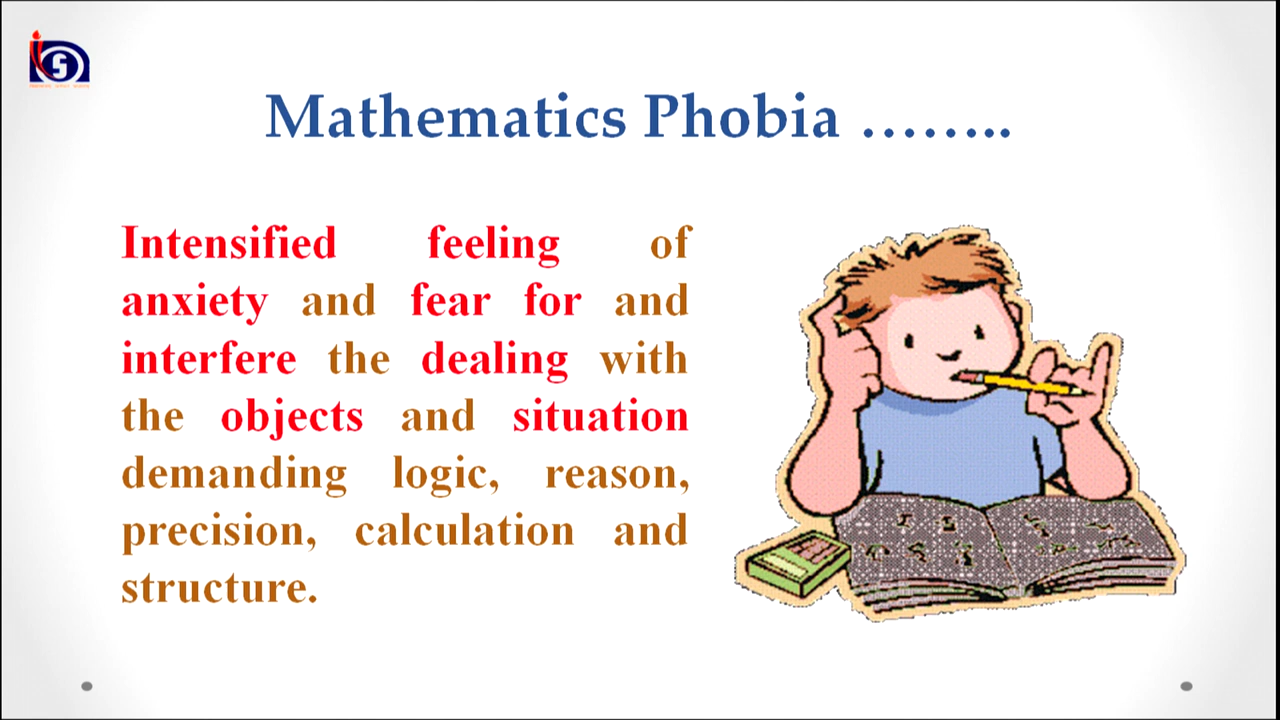 Mathematics Phobia ……..
Intensified feeling of
anxiety and fear for and
interfere the dealing with
the objects and situation
demanding logic, reason,
precision, calculation and
structure.